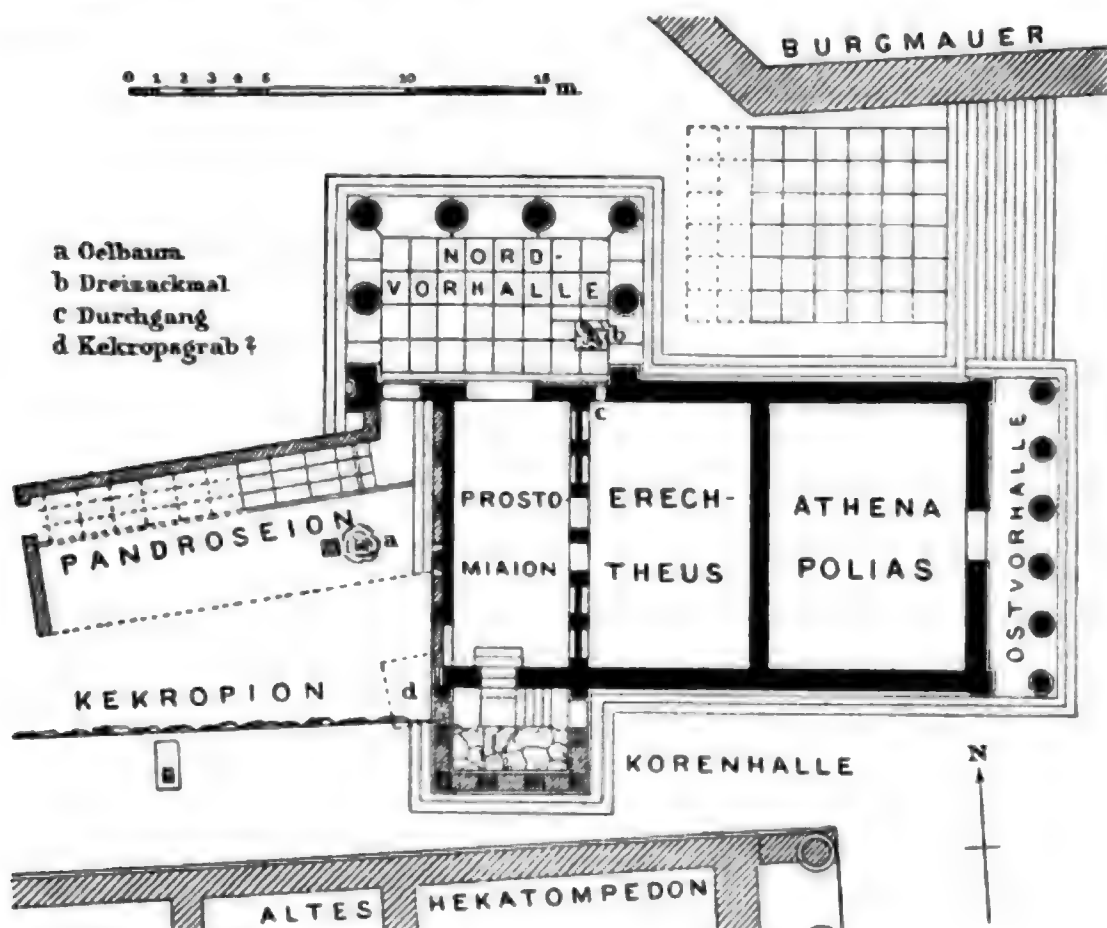 BURGMAUER
0 1 2 3 4 5 10 15 m.
a Oelbaum
b Dreizackmal
c Durchgang
d Kekropsgrab?
NORD-
VORHALLE
b
c
PROSTO
MIAION
ERECH-
THEUS
ATHENA
POLIAS
OSTVORHALLE
PANDROSEION
a
KEKROPION
d
KORENHALLE
N
ALTES HEKATOMPEDON